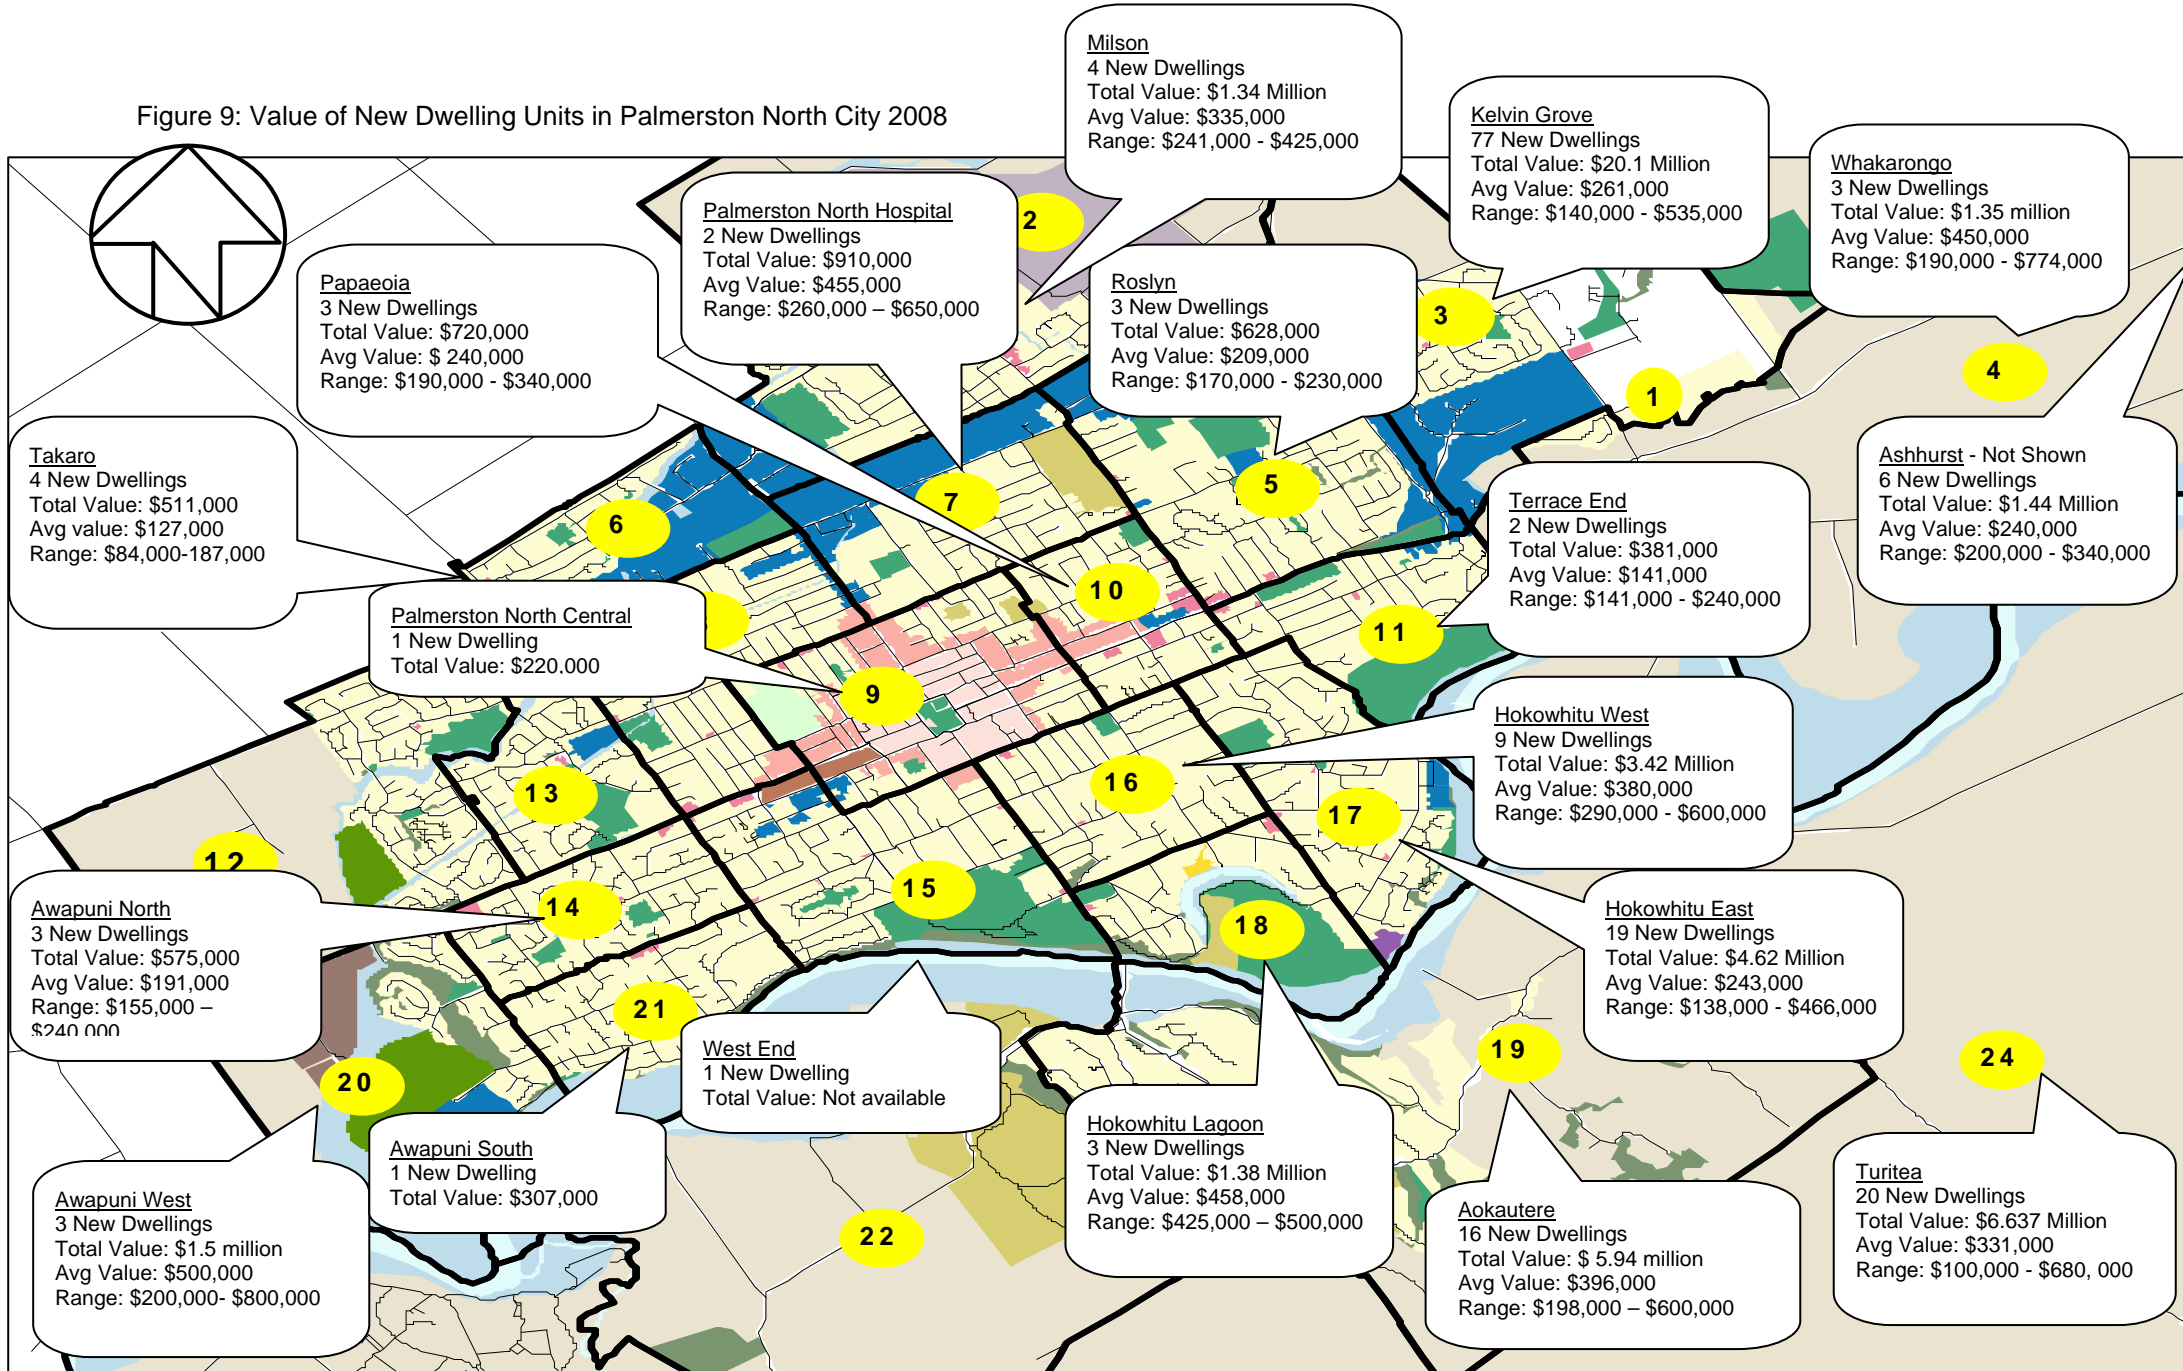 Figure 9: Value of New Dwelling Units in Palmerston North City 2008
Milson
4 New Dwellings
Total Value: $1.34 Million
Avg Value: $335,000
Range: $241,000 - $425,000
Kelvin Grove
77 New Dwellings
Total Value: $20.1 Million
Avg Value: $261,000
Range: $140,000 - $535,000
Whakarongo
3 New Dwellings
Total Value: $1.35 million
Avg Value: $450,000
Range: $190,000 - $774,000
Palmerston North Hospital
2 New Dwellings
Total Value: $910,000
Avg Value: $455,000
Range: $260,000 – $650,000
2
Papaeoia
3 New Dwellings
Total Value: $720,000
Avg Value: $ 240,000
Range: $190,000 - $340,000
Roslyn
3 New Dwellings
Total Value: $628,000
Avg Value: $209,000
Range: $170,000 - $230,000
3
4
1
Takaro
4 New Dwellings
Total Value: $511,000
Avg value: $127,000
Range: $84,000-187,000
Ashhurst - Not Shown
6 New Dwellings
Total Value: $1.44 Million
Avg Value: $240,000
Range: $200,000 - $340,000
6
7
5
Terrace End
2 New Dwellings
Total Value: $381,000
Avg Value: $141,000
Range: $141,000 - $240,000
10
11
Palmerston North Central
1 New Dwelling
Total Value: $220,000
9
Hokowhitu West
9 New Dwellings
Total Value: $3.42 Million
Avg Value: $380,000
Range: $290,000 - $600,000
13
16
17
12
15
14
18
Awapuni North
3 New Dwellings
Total Value: $575,000
Avg Value: $191,000
Range: $155,000 –
$240,000
Hokowhitu East
19 New Dwellings
Total Value: $4.62 Million
Avg Value: $243,000
Range: $138,000 - $466,000
21
20
19
24
West End
1 New Dwelling
Total Value: Not available
Awapuni South
1 New Dwelling
Total Value: $307,000
Hokowhitu Lagoon
3 New Dwellings
Total Value: $1.38 Million
Avg Value: $458,000
Range: $425,000 – $500,000
Awapuni West
3 New Dwellings
Total Value: $1.5 million
Avg Value: $500,000
Range: $200,000- $800,000
22
Aokautere
16 New Dwellings
Total Value: $ 5.94 million
Avg Value: $396,000
Range: $198,000 – $600,000
Turitea
20 New Dwellings
Total Value: $6.637 Million
Avg Value: $331,000
Range: $100,000 - $680, 000